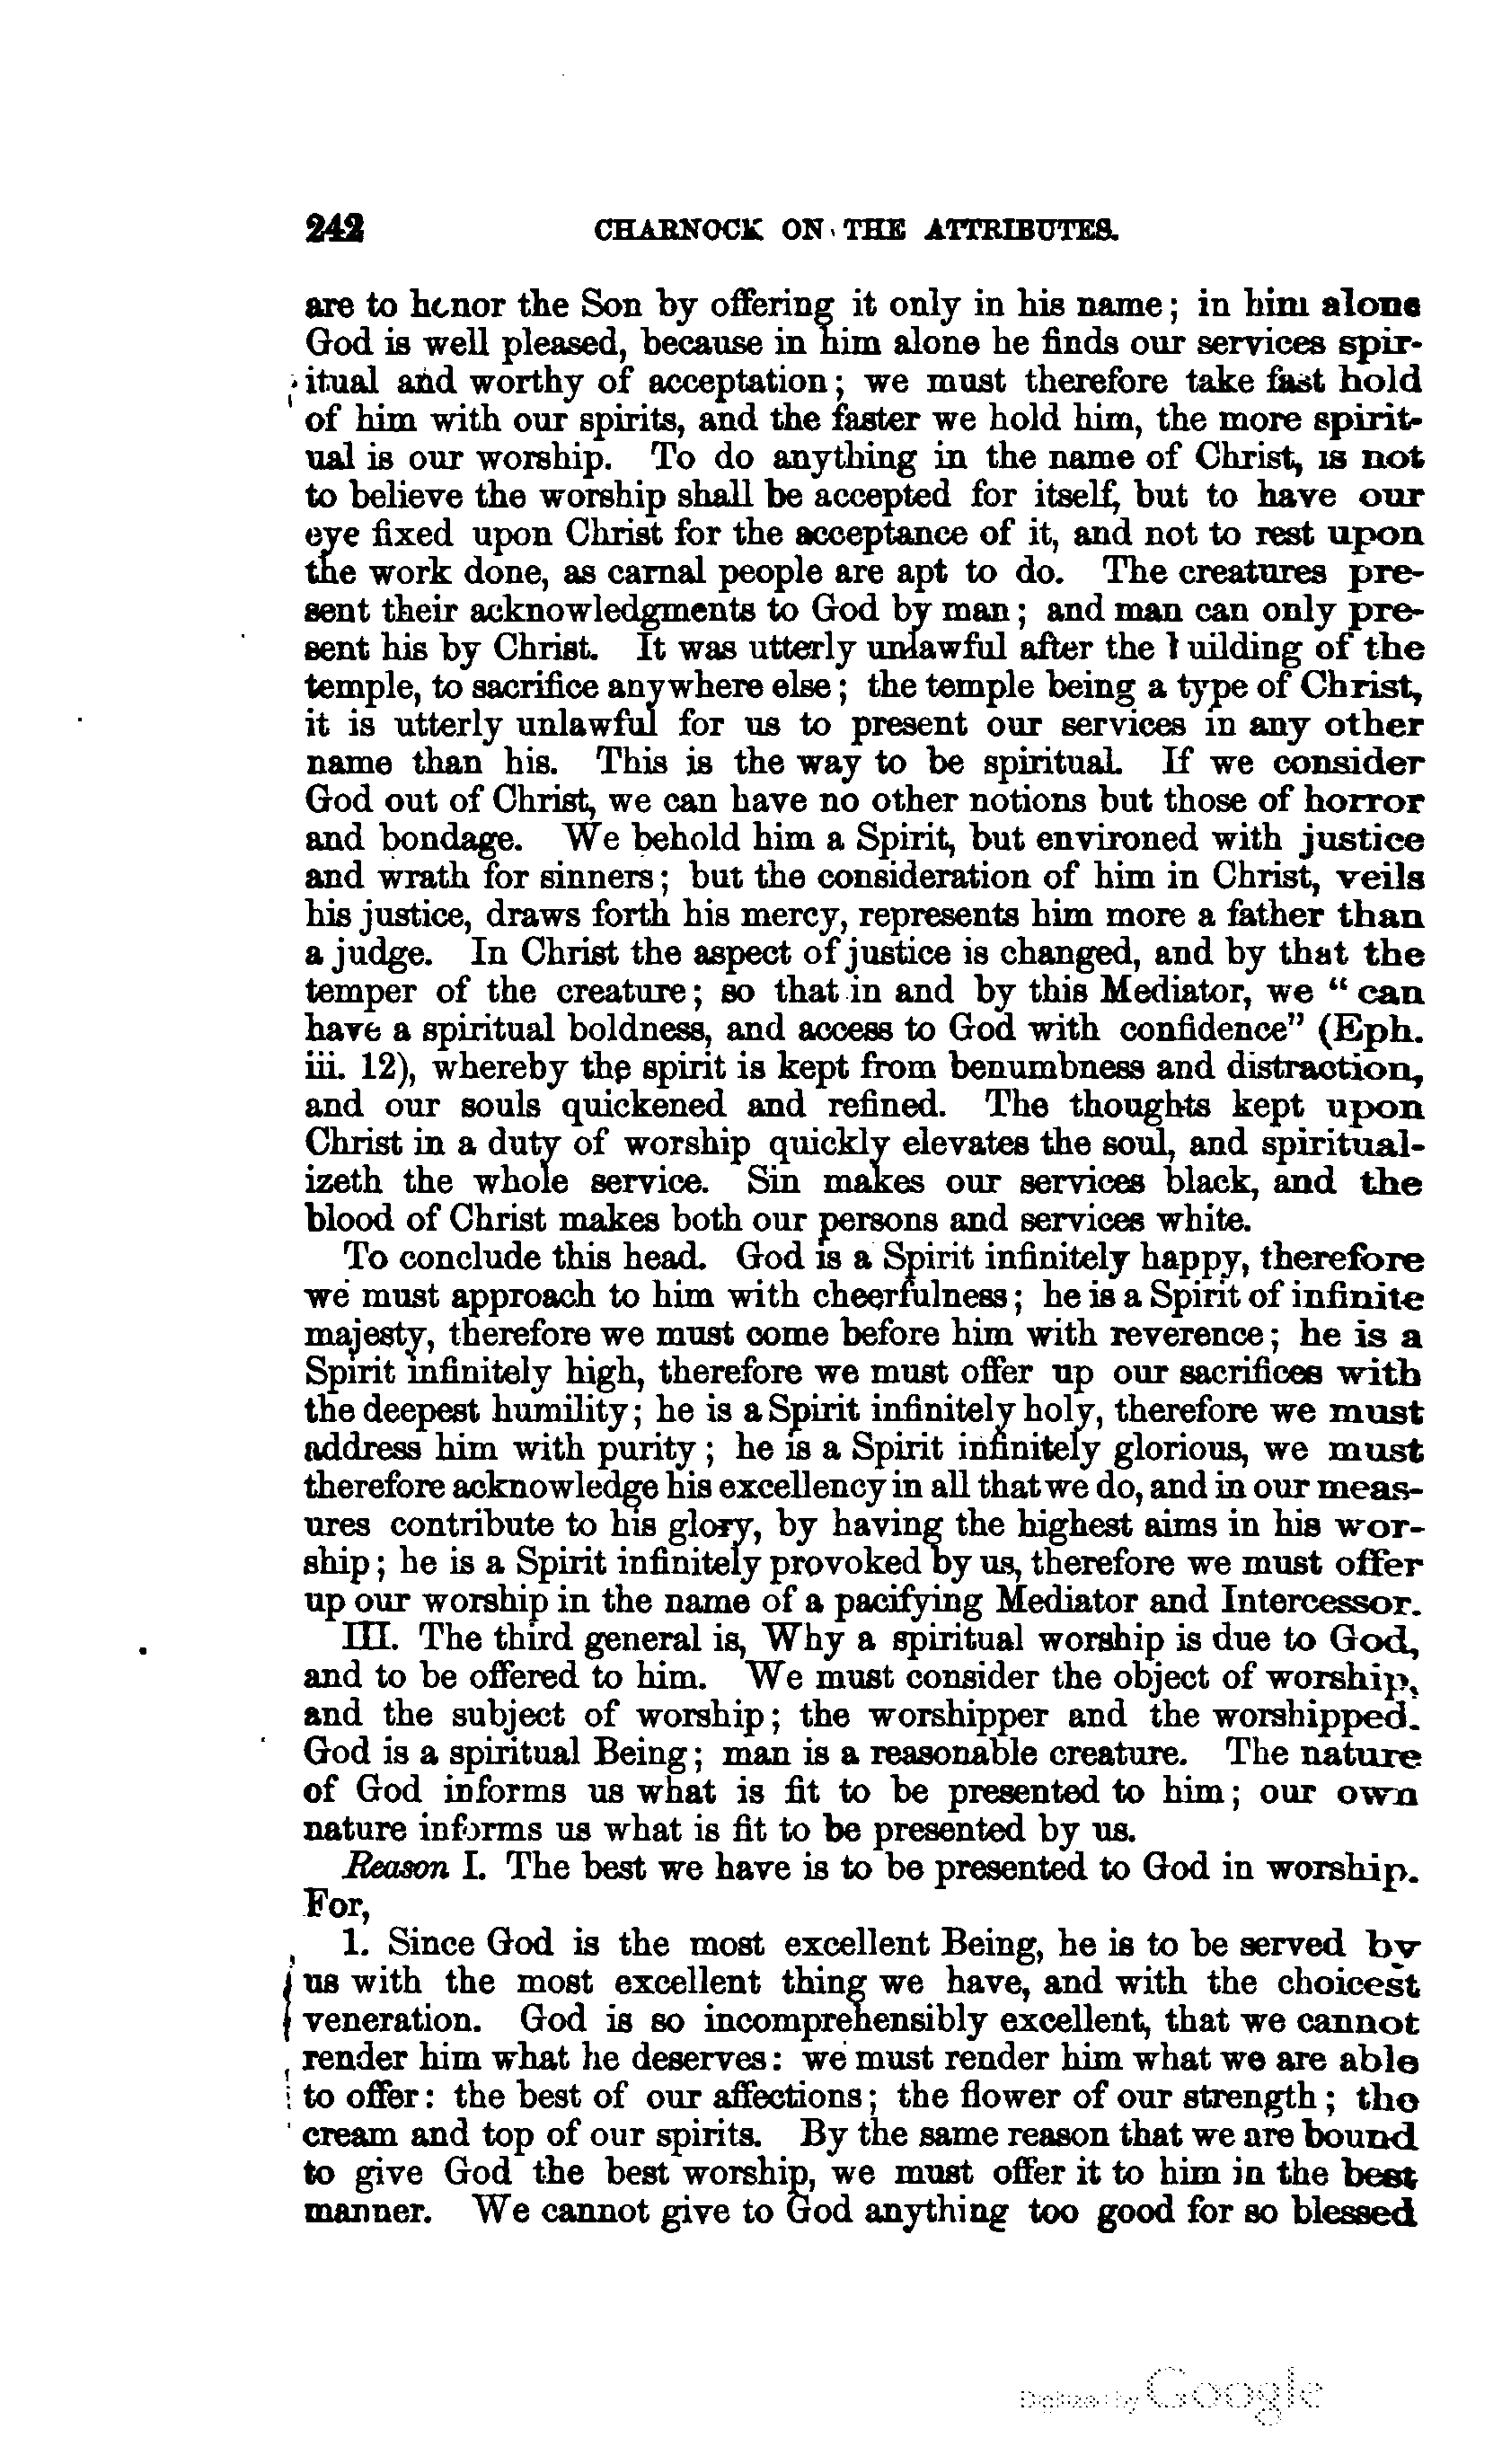 242 CHARNOCK ON THE ATTRIBUTES.
are to honor the Son by offering it only in his name; in him alone
God is well pleased, because in him alone he finds our services spir-
itual and worthy of acceptation; we must therefore take fast hold
of him with our spirits, and the faster we hold him, the more spirit-
ual is our worship. To do anything in the name of Christ, is not
to believe the worship shall be accepted for itself, but to have our
eye fixed upon Christ for the acceptance of it, and not to rest upon
the work done, as carnal people are apt to do. The creatures pre-
sent their acknowledgments to God by man; and man can only pre-
sent his by Christ. It was utterly unlawful after the building of the
temple, to sacrifice anywhere else; the temple being a type of Christ,
it is utterly unlawful for us to present our services in any other
name than his. This is the way to be spiritual. If we consider
God out of Christ, we can have no other notions but those of horror
and bondage. We behold him a Spirit, but environed with justice
and wrath for sinners; but the consideration of him in Christ, veils
his justice, draws forth his mercy, represents him more a father than
a judge. In Christ the aspect of justice is changed, and by that the
temper of the creature; so that in and by this Mediator, we "can
have a spiritual boldness, and access to God with confidence" (Eph.
iii. 12), whereby the spirit is kept from benumbness and distraction,
and our souls quickened and refined. The thoughts kept upon
Christ in a duty of worship quickly elevates the soul, and spiritual-
izeth the whole service. Sin makes our services black, and the
blood of Christ makes both our persons and services white.
To conclude this head. God is a Spirit infinitely happy, therefore
we must approach to him with cheerfulness; he is a Spirit of infinite
majesty, therefore we must come before him with reverence; he is a
Spirit infinitely high, therefore we must offer up our sacrifices with
the deepest humility; he is a Spirit infinitely holy, therefore we must
address him with purity; he is a Spirit infinitely glorious, we must
therefore acknowledge his excellency in all that we do, and in our meas-
ures contribute to his glory, by having the highest aims in his wor-
ship; he is a Spirit infinitely provoked by us, therefore we must offer
up our worship in the name of a pacifying Mediator and Intercessor.
III. The third general is, Why a spiritual worship is due to God,
and to be offered to him. We must consider the object of worship,
and the subject of worship; the worshipper and the worshipped.
God is a spiritual Being; man is a reasonable creature. The nature
of God informs us what is fit to be presented to him; our own
nature informs us what is fit to be presented by us.
Reason I. The best we have is to be presented to God in worship.
For,
1. Since God is the most excellent Being, he is to be served by
us with the most excellent thing we have, and with the choicest
veneration. God is so incomprehensibly excellent, that we cannot
render him what he deserves: we must render him what we are able
to offer: the best of our affections; the flower of our strength; the
cream and top of our spirits. By the same reason that we are bound
to give God the best worship, we must offer it to him in the best
manner. We cannot give to God anything too good for so blessed
Digitized by Google